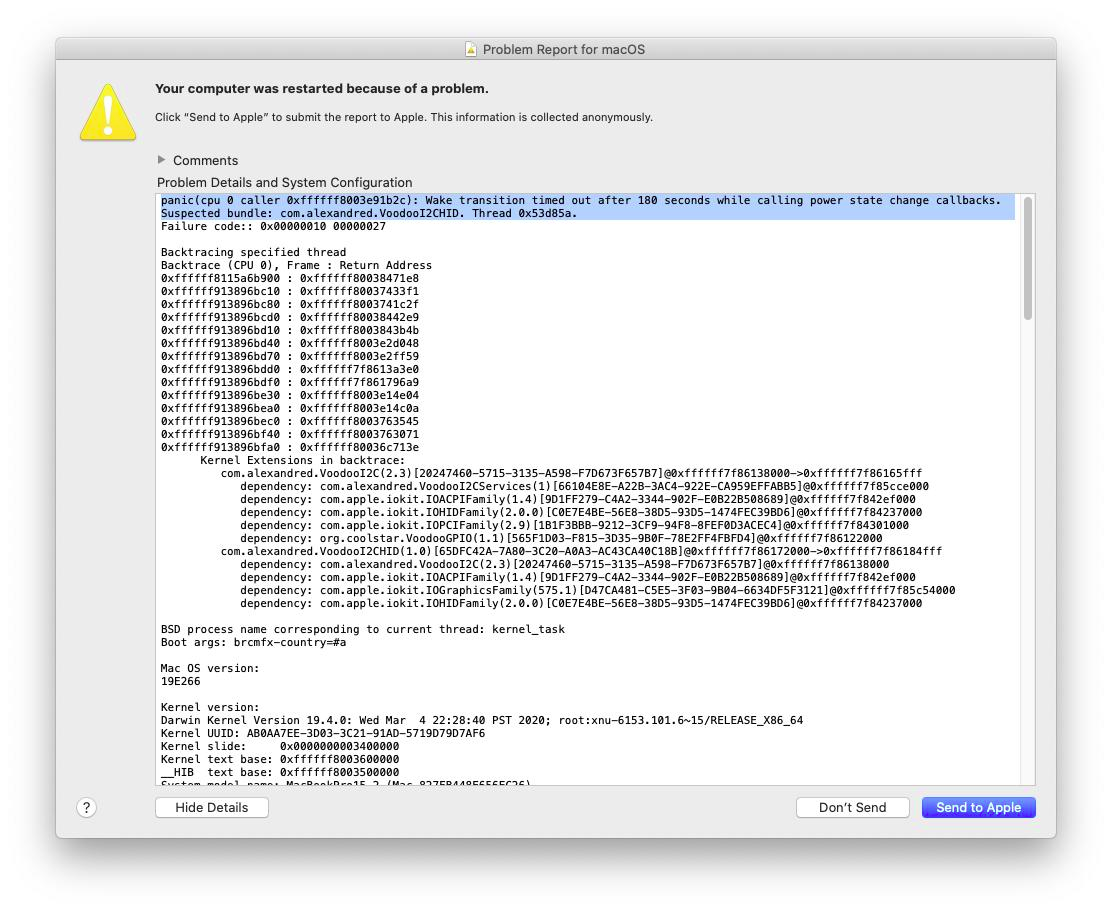 Problem Report for macOS
Your computer was restarted because of a problem.
Click “Send to Apple” to submit the report to Apple. This information is collected anonymously.
Comments
Problem Details and System Configuration
panic(cpu 0 caller 0xffffff8003e91b2c): Wake transition timed out after 180 seconds while calling power state change callbacks.
Suspected bundle: com.alexandred.VoodooI2CHID. Thread 0x53d85a.
Failure code:: 0x00000010 00000027
Backtracing specified thread
Backtrace (CPU 0), Frame : Return Address
0xffffff8115a6b900 : 0xffffff80038471e8
0xffffff913896bc10 : 0xffffff80037433f1
0xffffff913896bc80 : 0xffffff8003741c2f
0xffffff913896bcd0 : 0xffffff80038442e9
0xffffff913896bd10 : 0xffffff8003843b4b
0xffffff913896bd40 : 0xffffff8003e2d048
0xffffff913896bd70 : 0xffffff8003e2ff59
0xffffff913896bdd0 : 0xffffff7f8613a3e0
0xffffff913896bdf0 : 0xffffff7f861796a9
0xffffff913896be30 : 0xffffff8003e14e04
0xffffff913896bea0 : 0xffffff8003e14c0a
0xffffff913896bec0 : 0xffffff8003763545
0xffffff913896bf40 : 0xffffff8003763071
0xffffff913896bfa0 : 0xffffff80036c713e
Kernel Extensions in backtrace:
com.alexandred.VoodooI2C(2.3)[20247460-5715-3135-A598-F7D673F657B7]@0xffffff7f86138000->0xffffff7f86165fff
dependency: com.alexandred.VoodooI2CServices(1)[66104E8E-A22B-3AC4-922E-CA959EFFABB5]@0xffffff7f85cce000
dependency: com.apple.iokit.IOACPIFamily(1.4)[9D1FF279-C4A2-3344-902F-E0B22B508689]@0xffffff7f842ef000
dependency: com.apple.iokit.IOHIDFamily(2.0.0)[C0E7E4BE-56E8-38D5-93D5-1474FEC39BD6]@0xffffff7f84237000
dependency: com.apple.iokit.IOPCIFamily(2.9)[1B1F3BBB-9212-3CF9-94F8-8FEF0D3ACEC4]@0xffffff7f84301000
dependency: org.coolstar.VoodooGPIO(1.1)[565F1D03-F815-3D35-9B0F-78E2FF4FBFD4]@0xffffff7f86122000
com.alexandred.VoodooI2CHID(1.0)[65DFC42A-7A80-3C20-A0A3-AC43CA40C18B]@0xffffff7f86172000->0xffffff7f86184fff
dependency: com.alexandred.VoodooI2C(2.3)[20247460-5715-3135-A598-F7D673F657B7]@0xffffff7f86138000
dependency: com.apple.iokit.IOACPIFamily(1.4)[9D1FF279-C4A2-3344-902F-E0B22B508689]@0xffffff7f842ef000
dependency: com.apple.iokit.IOGraphicsFamily(575.1)[D47CA481-C5E5-3F03-9B04-6634DF5F3121]@0xffffff7f85c54000
dependency: com.apple.iokit.IOHIDFamily(2.0.0)[C0E7E4BE-56E8-38D5-93D5-1474FEC39BD6]@0xffffff7f84237000
BSD process name corresponding to current thread: kernel_task
Boot args: brcmfx-country=#a
Mac OS version:
19E266
Kernel version:
Darwin Kernel Version 19.4.0: Wed Mar  4 22:28:40 PST 2020; root:xnu-6153.101.6~15/RELEASE_X86_64
Kernel UUID: AB0AA7EE-3D03-3C21-91AD-5719D79D7AF6
Kernel slide:     0x0000000003400000
Kernel text base: 0xffffff8003600000
__HIB  text base: 0xffffff8003500000
System model name: MacBookPro15,2 (Mac-827FB448E656EC26)
?
Hide Details
Don’t Send
Send to Apple